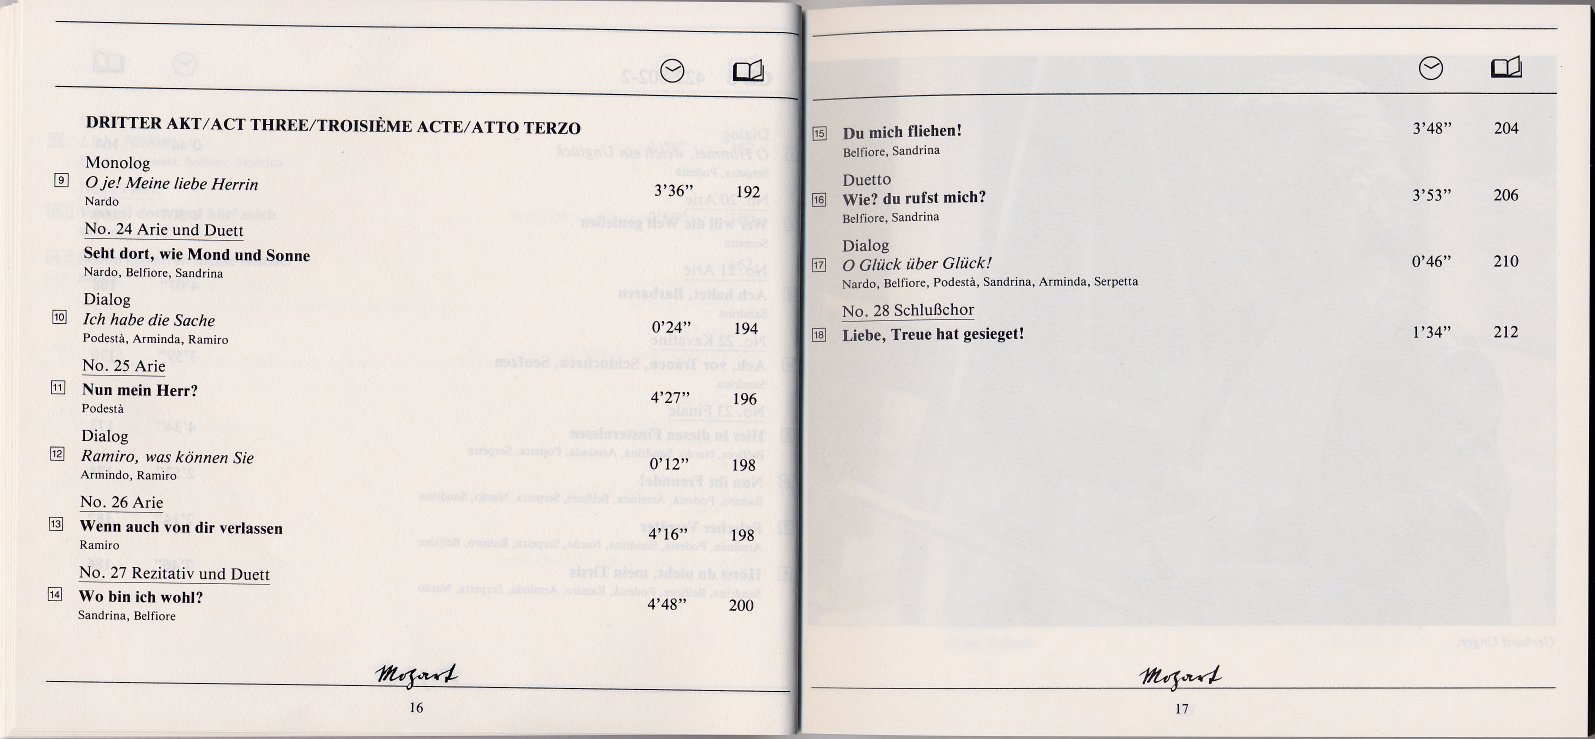 DRITTER AKT/ACT THREE/TROISIÈME ACTE/ATTO TERZO
Monolog
9 O je! Meine liebe Herrin 3’36” 192
Nardo
No. 24 Arie und Duett
Seht dort, wie Mond und Sonne
Nardo, Belfiore, Sandrina
Dialog
10 Ich habe die Sache 0’24” 194
Podestà, Arminda, Ramiro
No. 25 Arie
11 Nun mein Herr? 4’27” 196
Podestà
Dialog
12 Ramiro, was können Sie 0’12” 198
Armindo, Ramiro
No. 26 Arie
13 Wenn auch von dir verlassen 4’16” 198
Ramiro
No. 27 Rezitativ und Duett
14 Wo bin ich wohl? 4’48” 200
Sandrina, Belfiore
Mozart
16
15 Du mich fliehen! 3’48” 204
Belfiore, Sandrina
Duetto
16 Wie? du rufst mich? 3’53” 206
Belfiore, Sandrina
Dialog
17 O Glück über Glück! 0’46” 210
Nardo, Belfiore, Podestà, Sandrina, Arminda, Serpetta
No. 28 Schlußchor
18 Liebe, Treue hat gesieget! 1’34” 212
Mozart
17